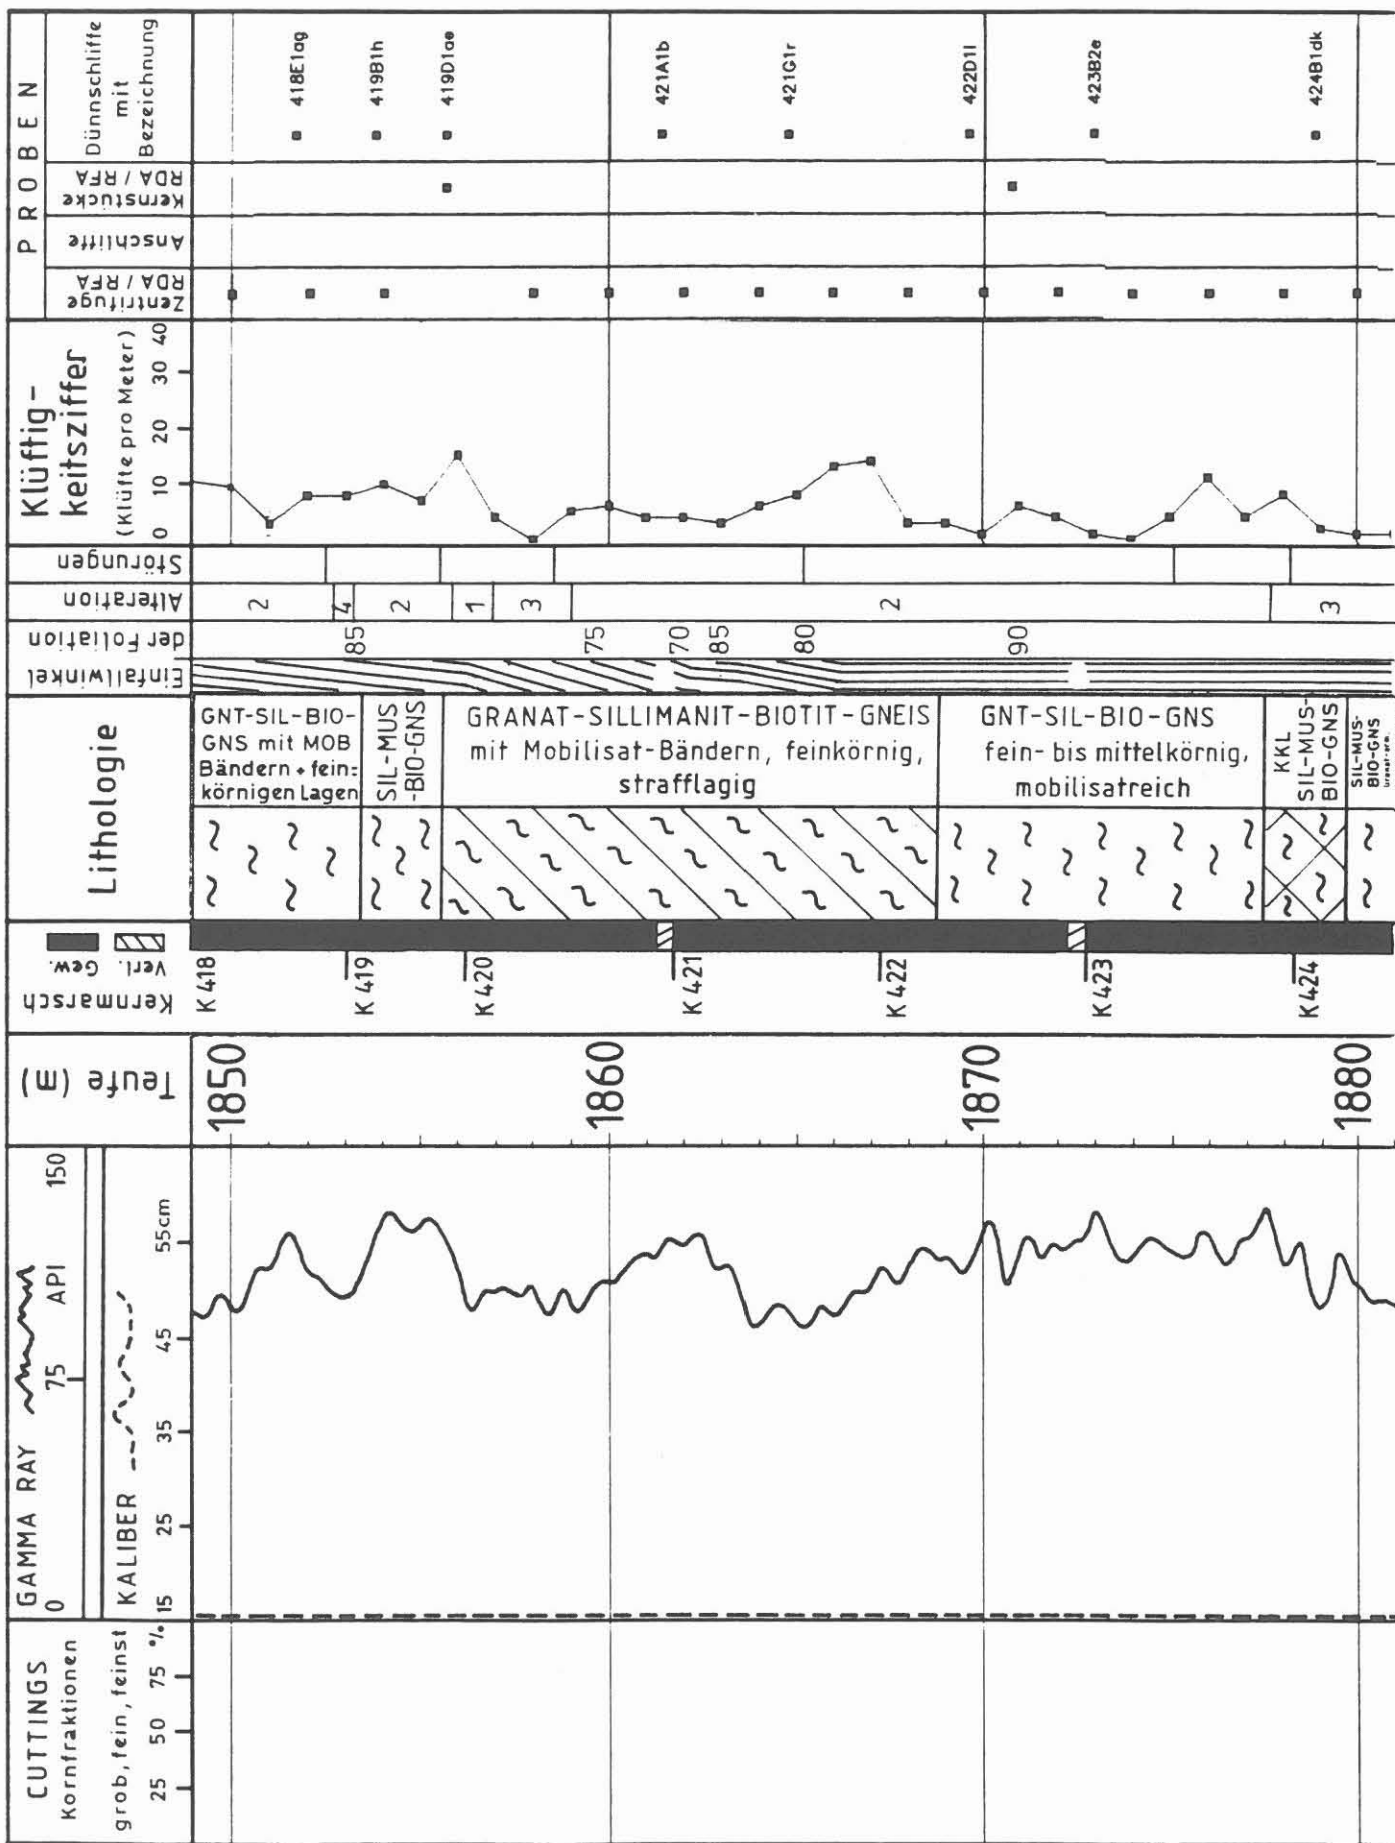 PROBEN
Dünnschliffe
mit
Bezeichnung
418E1ag
419B1h
419D1ae
421A1b
421G1r
422D1l
423B2e
424B1dk
Kernstücke
RDA / RFA
Anschliffe
Zentrifuge
RDA / RFA
Klüftig-
keitsziffer
(Klüfte pro Meter)
0 10 20 30 40
Störungen
Alteration
2 4 2 1 3 2 3
Einfallwinkel
der Foliation
85 75 70 85 80 90
Lithologie
GNT-SIL-BIO-
GNS mit MOB
Bändern + fein=
körnigen Lagen
SIL-MUS
-BIO-GNS
GRANAT-SILLIMANIT-BIOTIT-GNEIS
mit Mobilisat-Bändern, feinkörnig,
strafflagig
GNT-SIL-BIO-GNS
fein- bis mittelkörnig,
mobilisatreich
KKL
SIL-MUS-
BIO-GNS
SIL-MUS-
BIO-GNS
Kernmarsch
Gew.
Verl.
K 418
K 419
K 420
K 421
K 422
K 423
K 424
Teufe (m)
1850
1860
1870
1880
GAMMA RAY API
0 75 150
KALIBER
15 25 35 45 55cm
CUTTINGS
Kornfraktionen
grob, fein, feinst
25 50 75 %